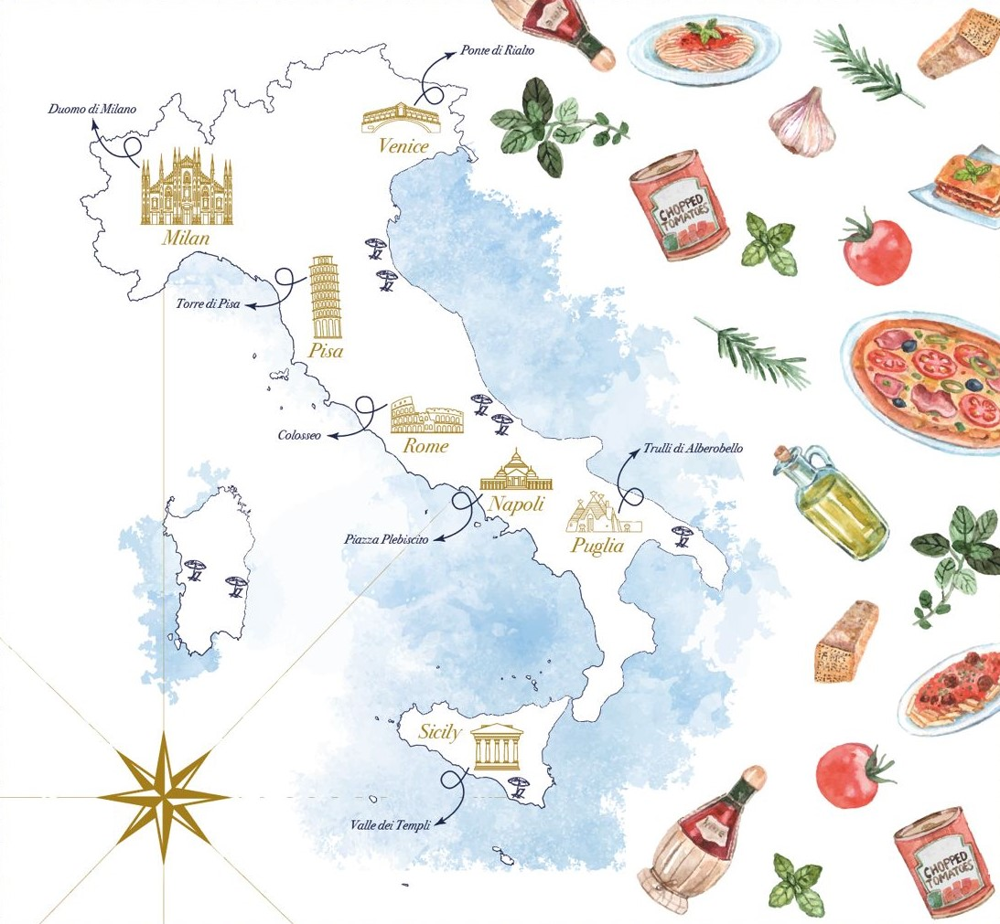 Ponte di Rialto
Duomo di Milano
Venice
Milan
Torre di Pisa
Pisa
Colosseo
Rome
Trulli di Alberobello
Napoli
Piazza Plebiscito
Puglia
Sicily
Valle dei Templi
CHOPPED
TOMATOES
CHOPPED
TOMATOES